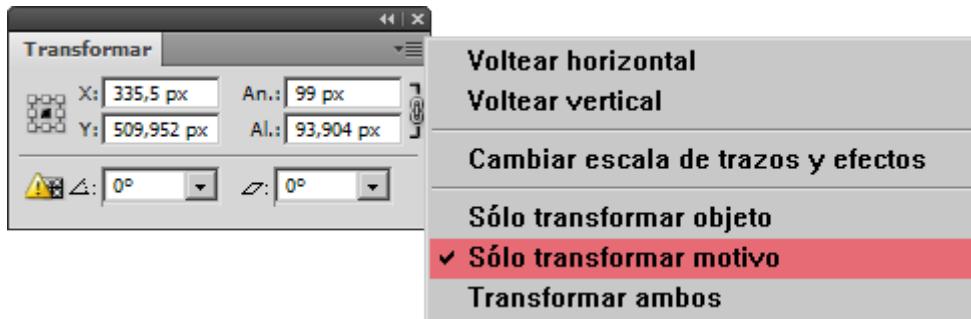 Transformar
X: 335,5 px An.: 99 px
Y: 509,952 px Al.: 93,904 px
0° 0°
Voltear horizontal
Voltear vertical
Cambiar escala de trazos y efectos
Sólo transformar objeto
Sólo transformar motivo
Transformar ambos